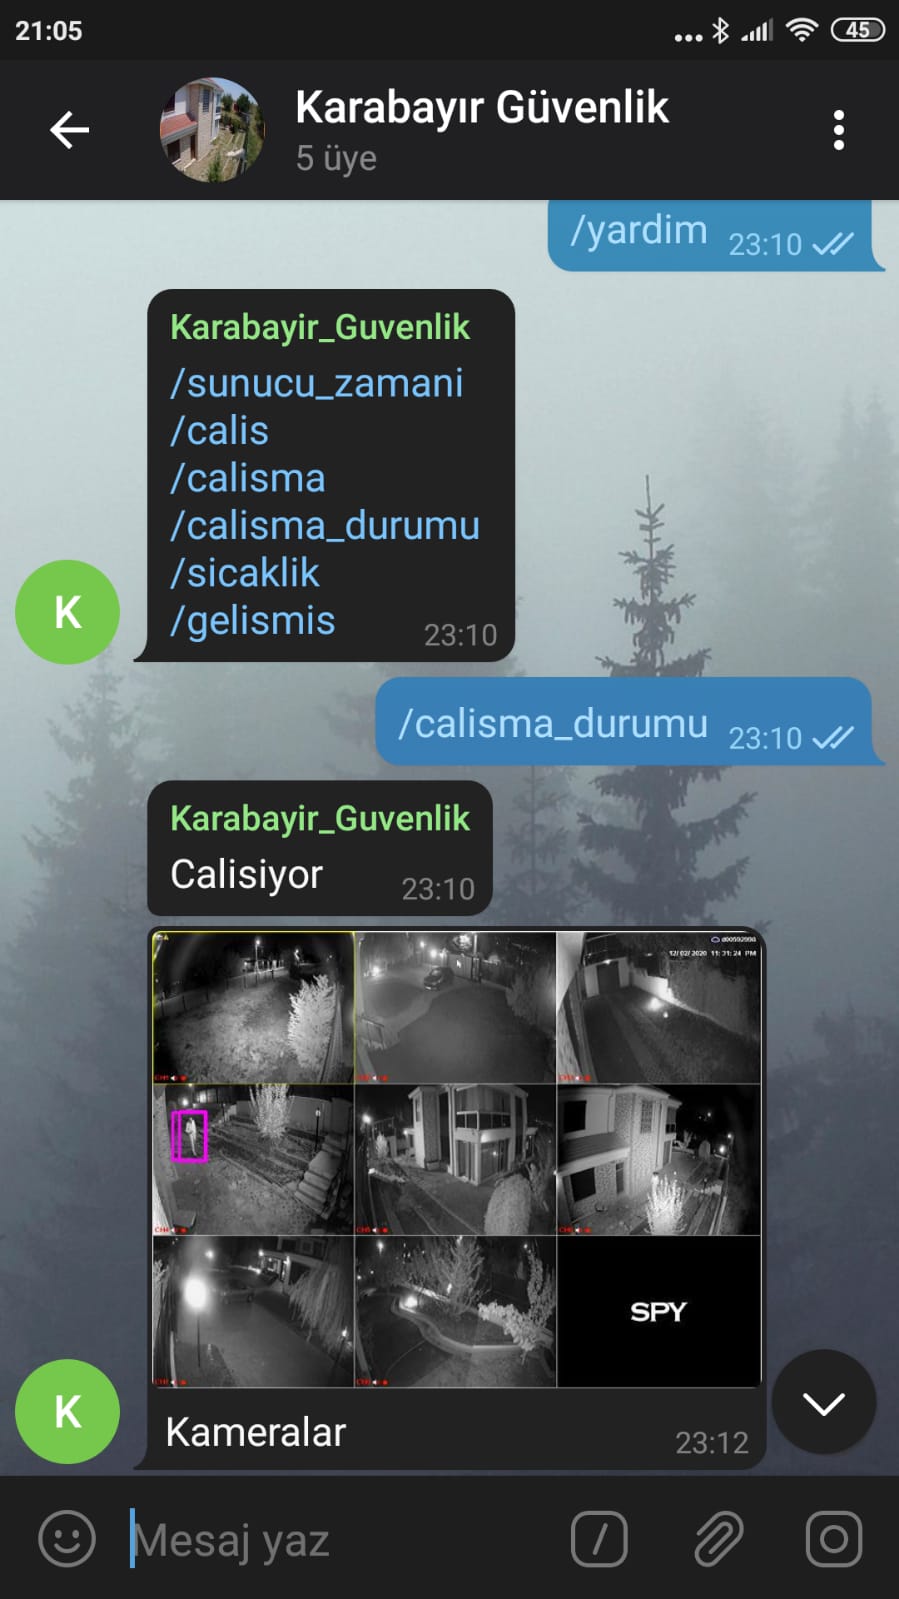 21:05
45
Karabayır Güvenlik
5 üye
/yardim 23:10
Karabayir_Guvenlik
/sunucu_zamani
/calis
/calisma
/calisma_durumu
/sicaklik
/gelismis 23:10
K
/calisma_durumu 23:10
Karabayir_Guvenlik
Calisiyor 23:10
d00592998
12/02/2020 11:31:24 PM
SPY
K
Kameralar 23:12
Mesaj yaz